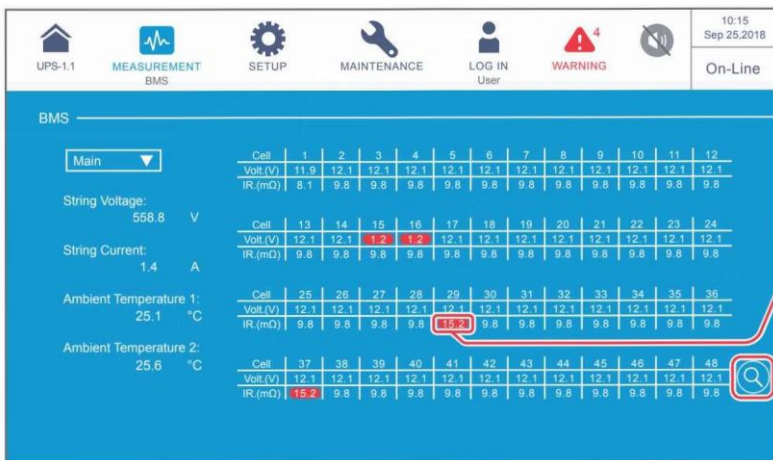 4
10:15
Sep 25,2018
UPS-1.1 MEASUREMENT SETUP MAINTENANCE LOG IN WARNING On-Line
BMS User
BMS
Main
String Voltage:
558.8 V
String Current:
1.4 A
Ambient Temperature 1:
25.1 °C
Ambient Temperature 2:
25.6 °C
Cell 1 2 3 4 5 6 7 8 9 10 11 12
Volt.(V) 11.9 12.1 12.1 12.1 12.1 12.1 12.1 12.1 12.1 12.1 12.1 12.1
IR.(mΩ) 8.1 9.8 9.8 9.8 9.8 9.8 9.8 9.8 9.8 9.8 9.8 9.8
Cell 13 14 15 16 17 18 19 20 21 22 23 24
Volt.(V) 12.1 12.1 1.2 1.2 12.1 12.1 12.1 12.1 12.1 12.1 12.1 12.1
IR.(mΩ) 9.8 9.8 9.8 9.8 9.8 9.8 9.8 9.8 9.8 9.8 9.8 9.8
Cell 25 26 27 28 29 30 31 32 33 34 35 36
Volt.(V) 12.1 12.1 12.1 12.1 12.1 12.1 12.1 12.1 12.1 12.1 12.1 12.1
IR.(mΩ) 9.8 9.8 9.8 9.8 15.2 9.8 9.8 9.8 9.8 9.8 9.8 9.8
Cell 37 38 39 40 41 42 43 44 45 46 47 48
Volt.(V) 12.1 12.1 12.1 12.1 12.1 12.1 12.1 12.1 12.1 12.1 12.1 12.1
IR.(mΩ) 15.2 9.8 9.8 9.8 9.8 9.8 9.8 9.8 9.8 9.8 9.8 9.8